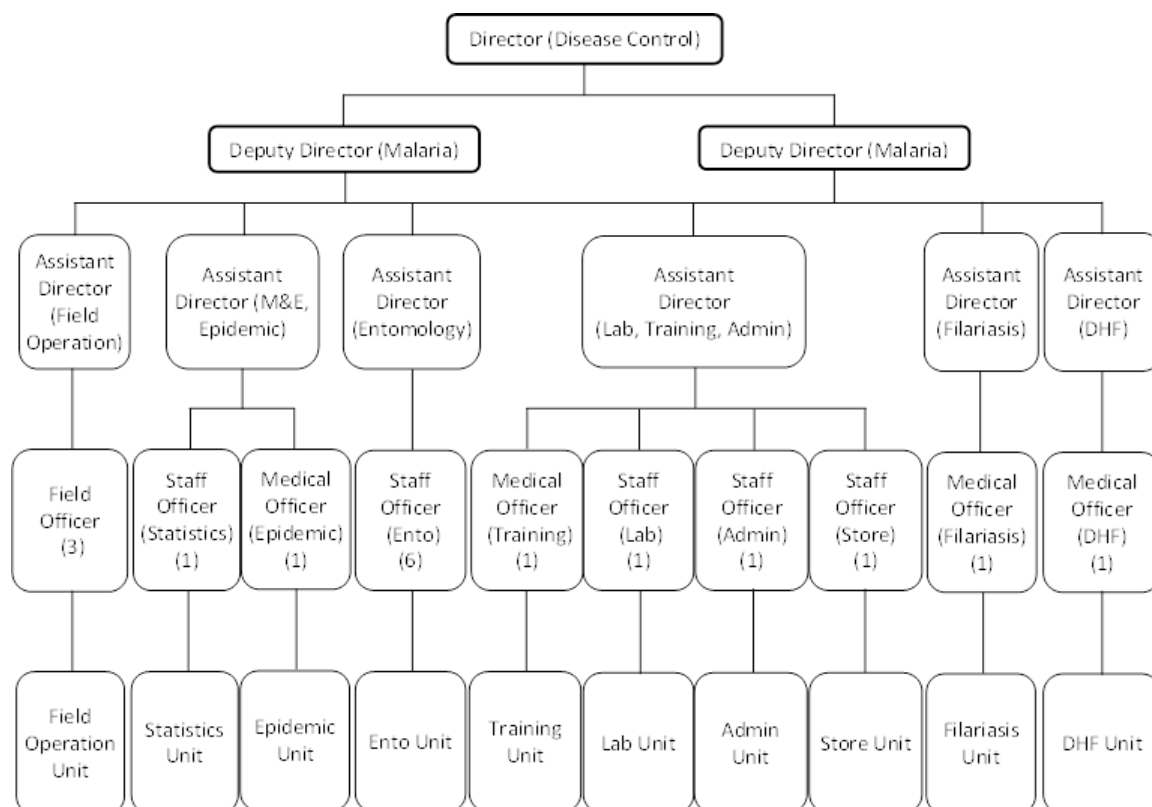 Director (Disease Control)
Deputy Director (Malaria)
Deputy Director (Malaria)
Assistant
Director
(Field
Operation)
Assistant
Director (M&E,
Epidemic)
Assistant
Director
(Entomology)
Assistant
Director
(Lab, Training, Admin)
Assistant
Director
(Filariasis)
Assistant
Director
(DHF)
Field
Officer
(3)
Staff
Officer
(Statistics)
(1)
Medical
Officer
(Epidemic)
(1)
Staff
Officer
(Ento)
(6)
Medical
Officer
(Training)
(1)
Staff
Officer
(Lab)
(1)
Staff
Officer
(Admin)
(1)
Staff
Officer
(Store)
(1)
Medical
Officer
(Filariasis)
(1)
Medical
Officer
(DHF)
(1)
Field
Operation
Unit
Statistics
Unit
Epidemic
Unit
Ento Unit
Training
Unit
Lab Unit
Admin
Unit
Store Unit
Filariasis
Unit
DHF Unit